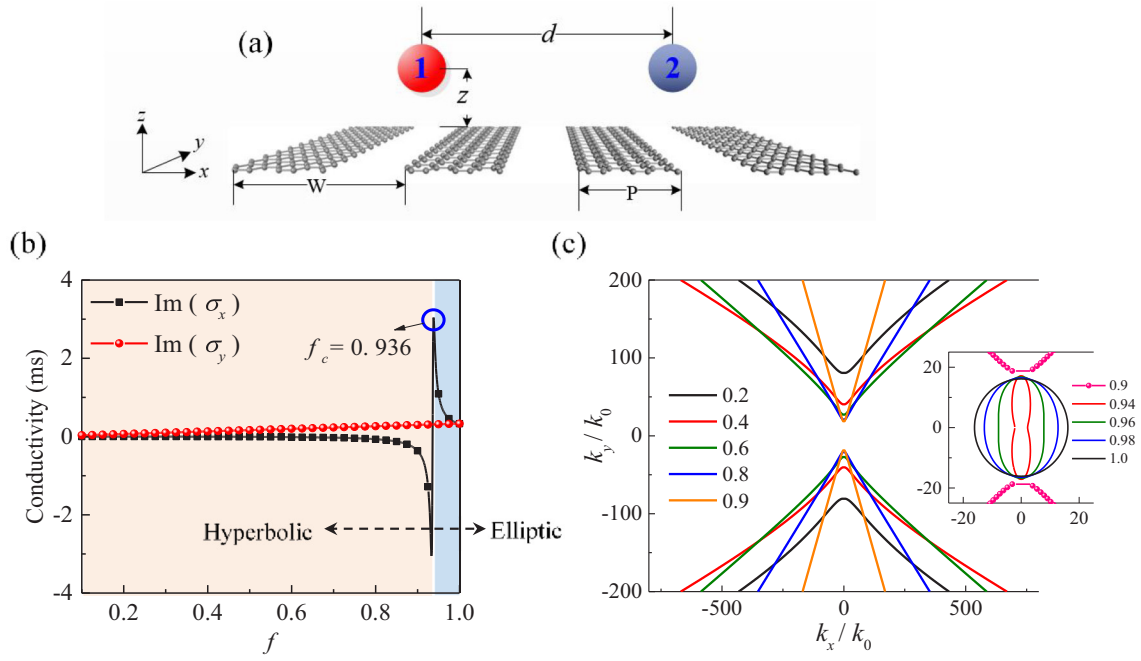 (a)
d
1
2
z
z
y
x
W
P
(b)
(c)
4
2
0
-2
-4
Conductivity (ms)
Im ( σx )
Im ( σy )
fc = 0. 936
Hyperbolic
Elliptic
0.2
0.4
0.6
0.8
1.0
f
200
100
0
-100
-200
ky / k0
0.2
0.4
0.6
0.8
0.9
-500
0
500
kx / k0
20
0
-20
-20
0
20
0.9
0.94
0.96
0.98
1.0